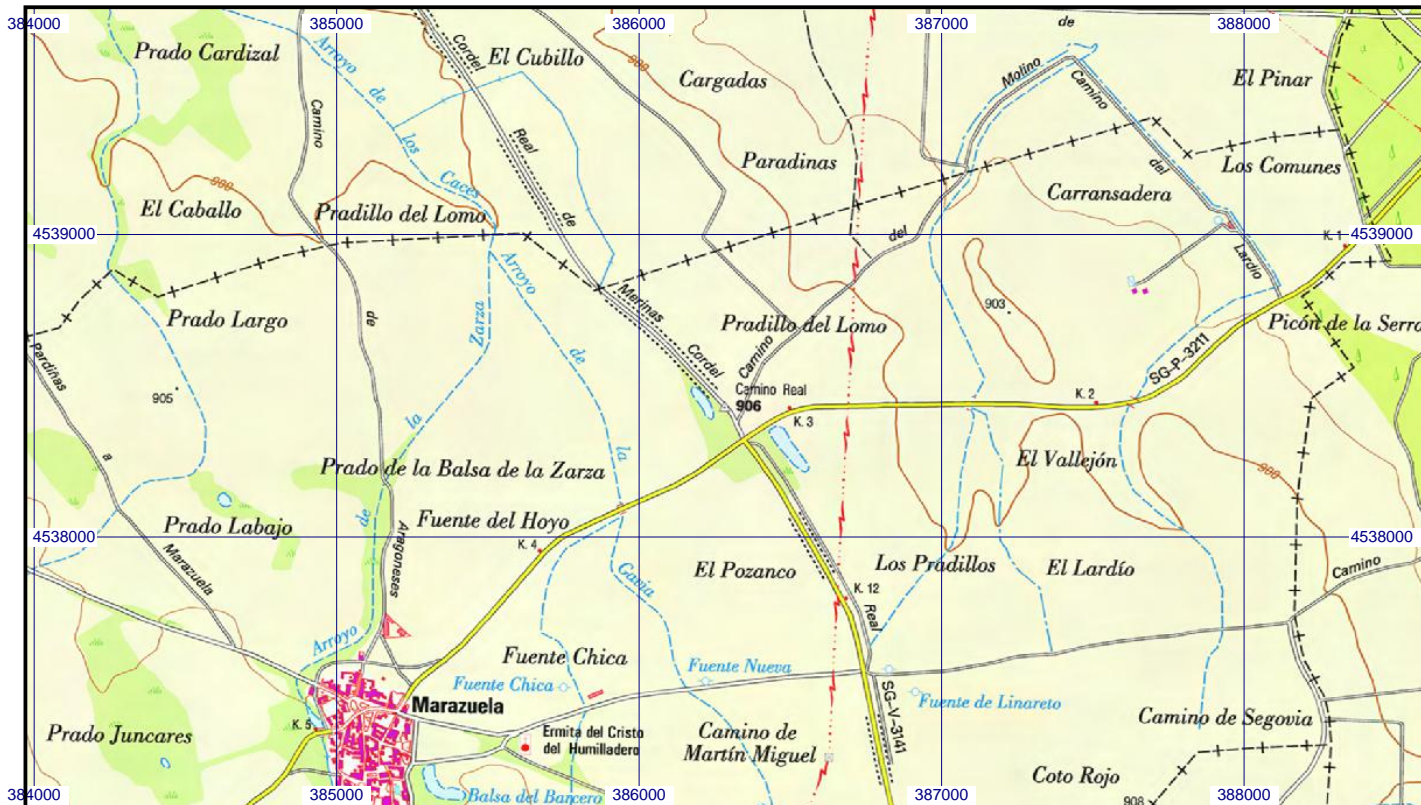 384000
385000
386000
387000
388000
de
Prado Cardizal
Arroyo
de
los
Caces
Cordel
Real
de
Merinas
Cordel
El Cubillo
900
Cargadas
Molino
Camino
del
Lardío
El Pinar
Camino
de
Aragoneses
Paradinas
Los Comunes
Carransadera
900
El Caballo
Pradillo del Lomo
4539000
4539000
K. 1
del
Camino
Arroyo
de
la
Gavia
Zarza
la
de
Arroyo
903
Prado Largo
Pradillo del Lomo
Picón de la Serra
SG-P-3211
Pardiñas
a
Marazuela
905
Camino Real
906
K. 2
K. 3
Prado de la Balsa de la Zarza
El Vallejón
900
Prado Labajo
Fuente del Hoyo
4538000
4538000
K. 4
El Pozanco
Los Pradillos
El Lardío
Camino
K. 12
Real
Fuente Chica
Fuente Nueva
Fuente Chica
Fuente de Linareto
Marazuela
SG-V-3141
K. 5
Prado Juncares
Ermita del Cristo
del Humilladero
Camino de
Martín Miguel
Camino de Segovia
Coto Rojo
Balsa del Bancero
908
384000
385000
386000
387000
388000